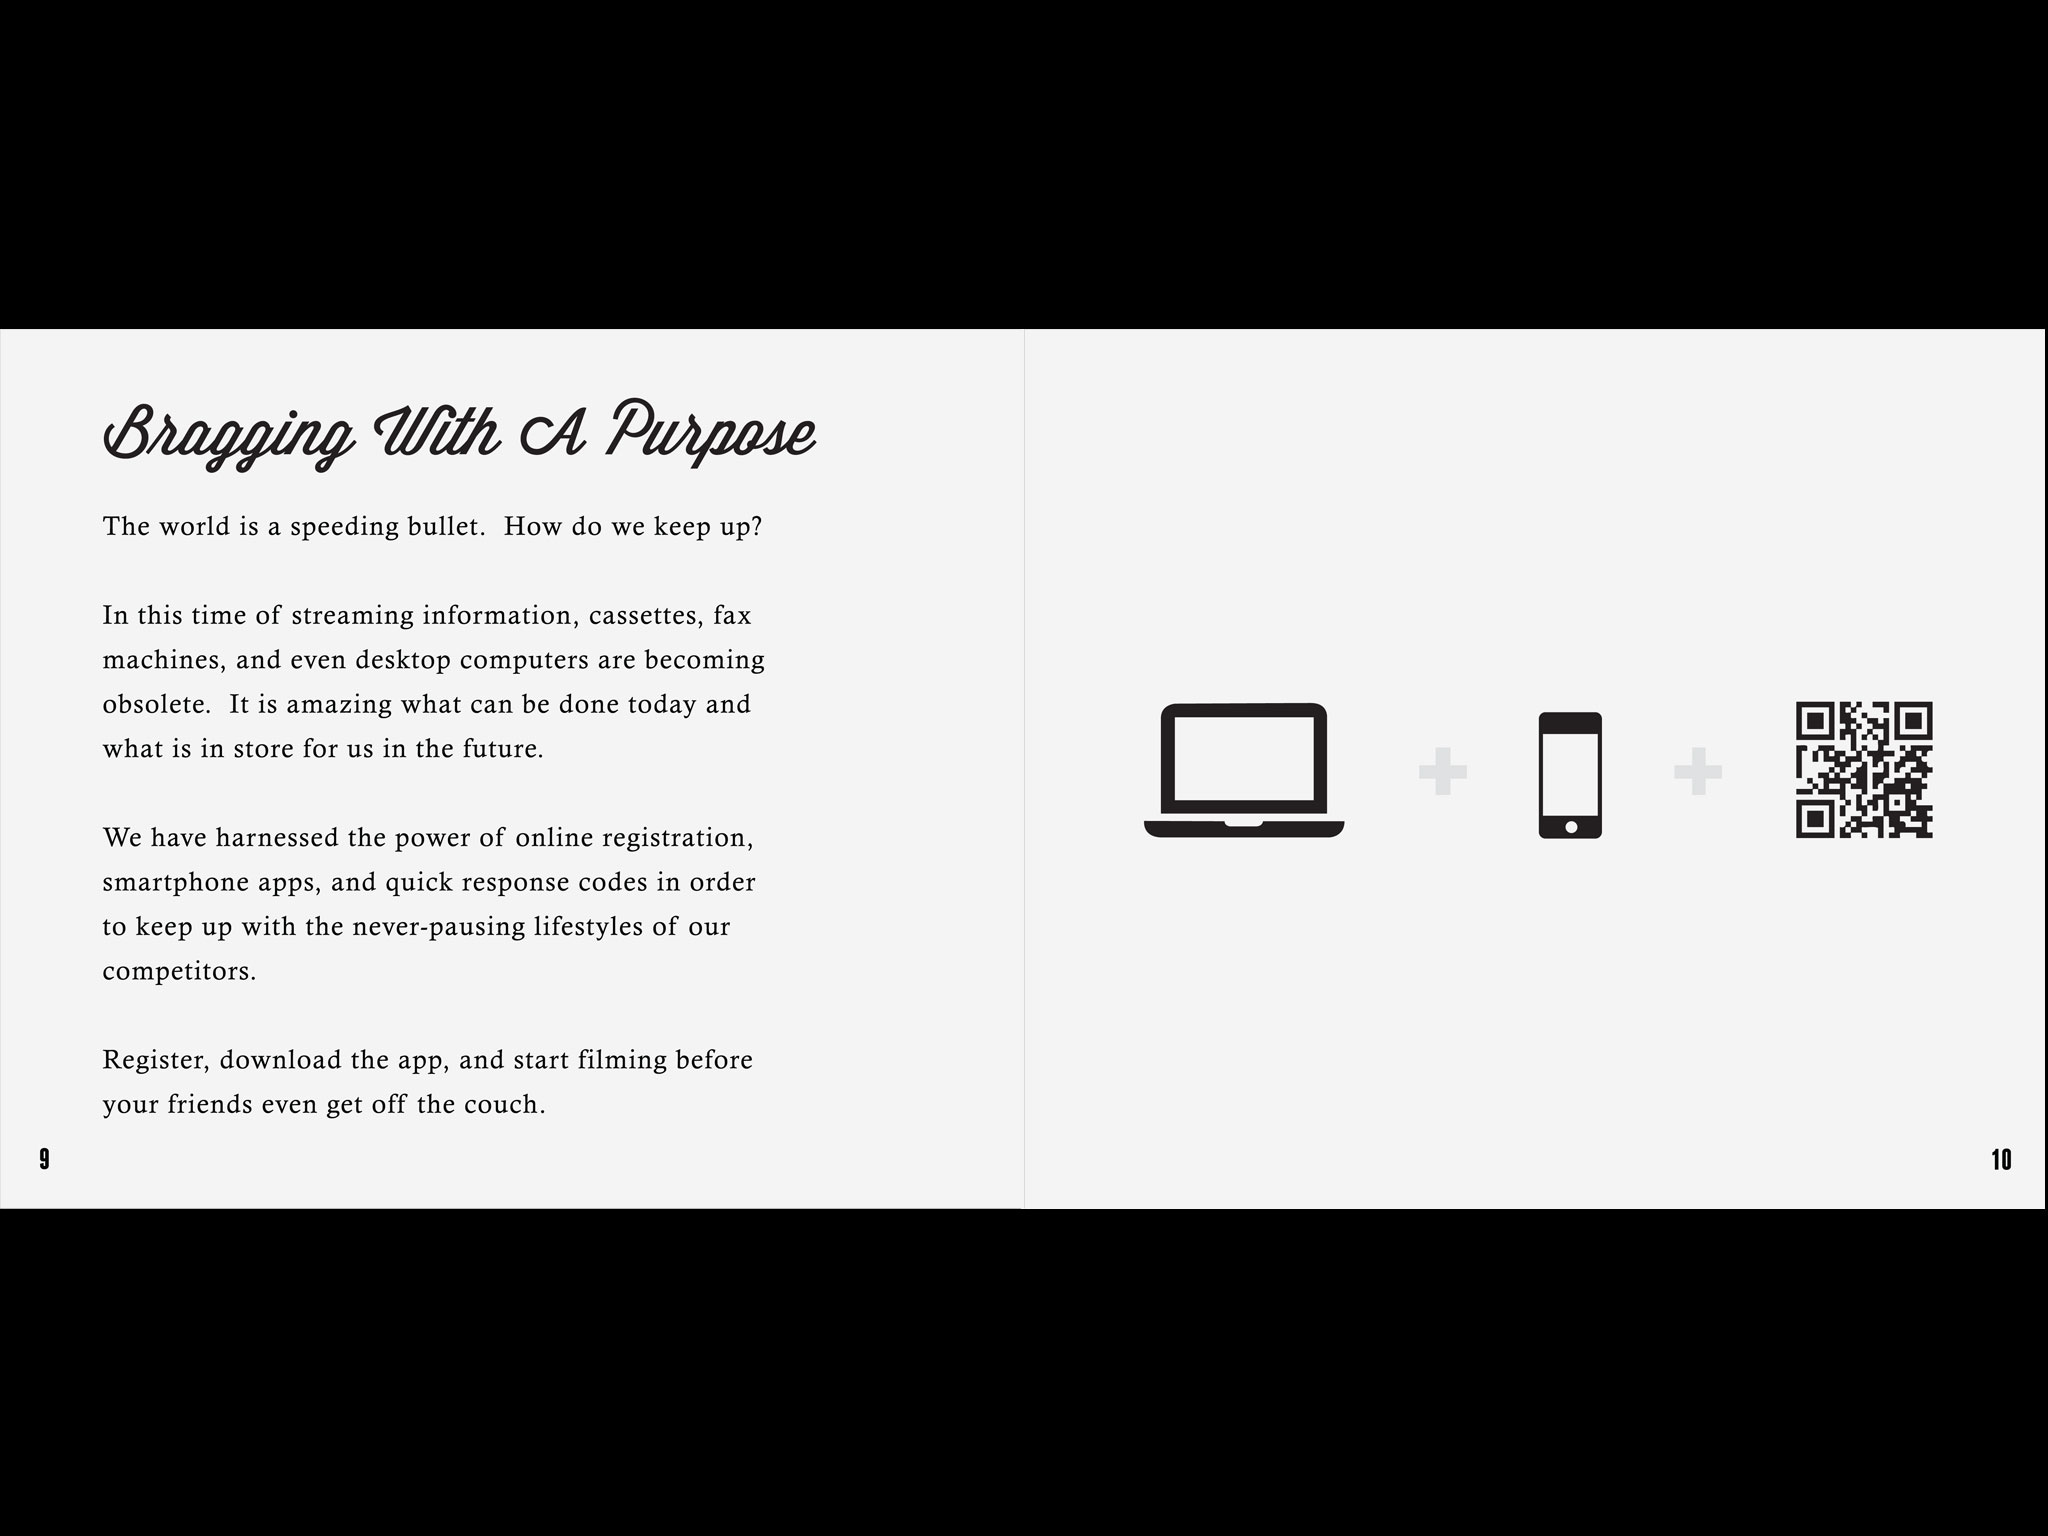 Bragging With A Purpose
The world is a speeding bullet.  How do we keep up?
In this time of streaming information, cassettes, fax
machines, and even desktop computers are becoming
obsolete.  It is amazing what can be done today and
what is in store for us in the future.
We have harnessed the power of online registration,
smartphone apps, and quick response codes in order
to keep up with the never-pausing lifestyles of our
competitors.
Register, download the app, and start filming before
your friends even get off the couch.
9
10